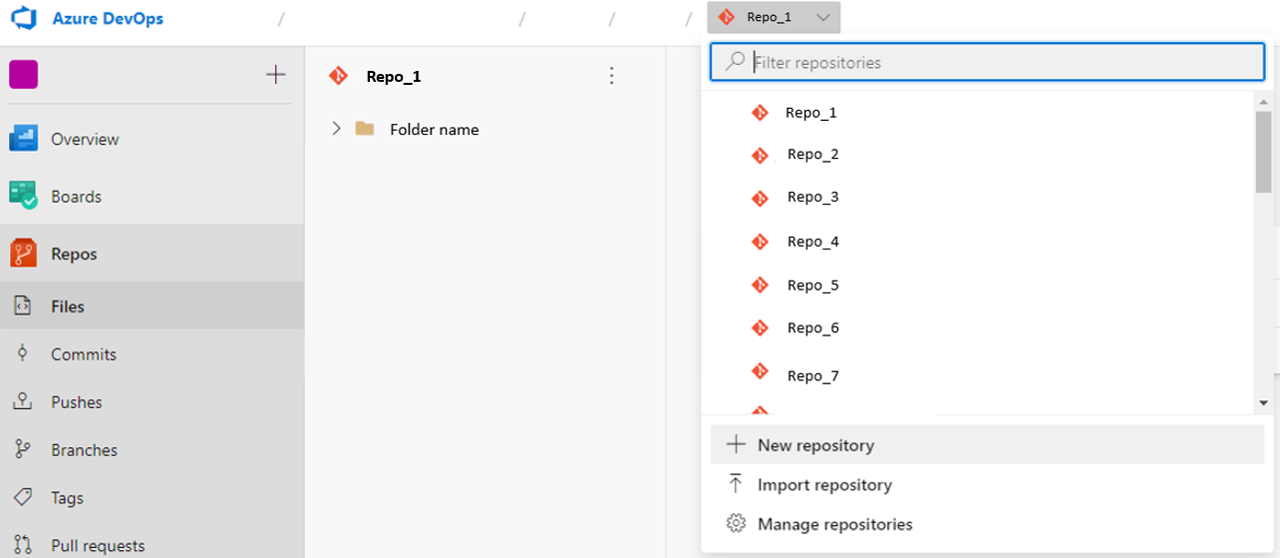 Azure DevOps / / / / Repo_1
Filter repositories
Repo_1
Repo_2
Repo_3
Repo_4
Repo_5
Repo_6
Repo_7
New repository
Import repository
Manage repositories
Repo_1
Folder name
Overview
Boards
Repos
Files
Commits
Pushes
Branches
Tags
Pull requests